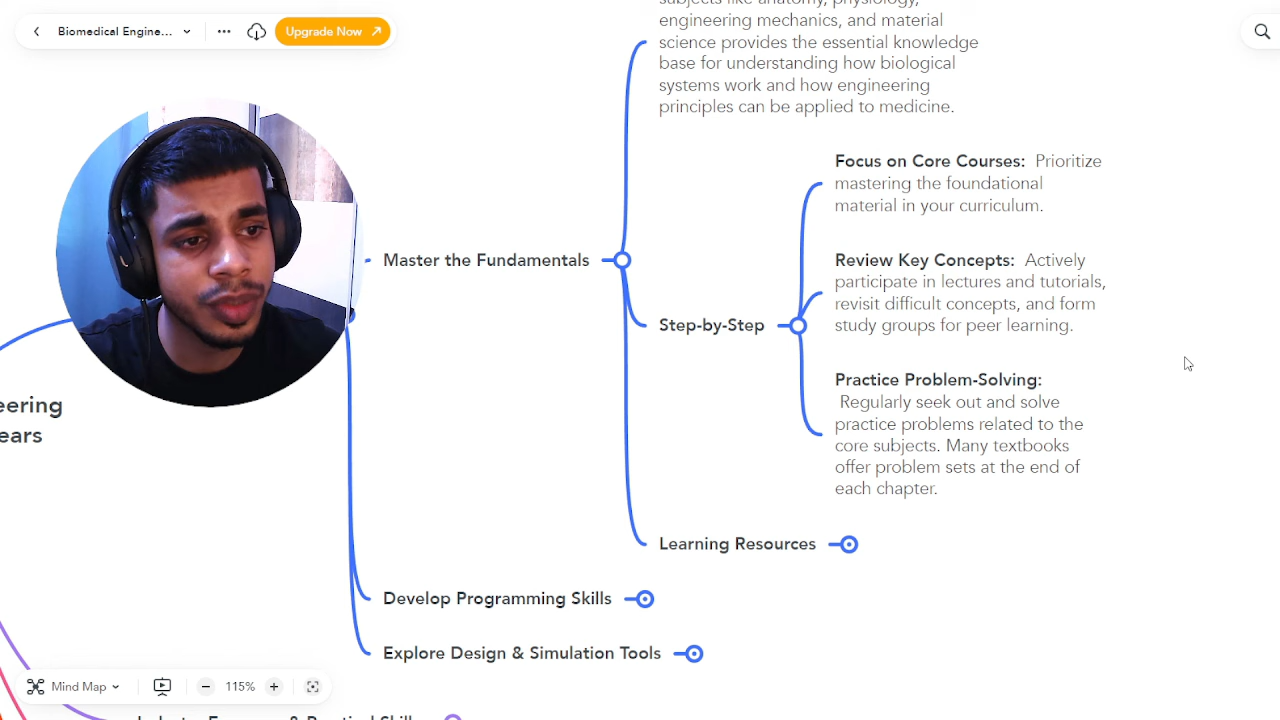 Biomedical Engine...
Upgrade Now
subjects like anatomy, physiology,
engineering mechanics, and material
science provides the essential knowledge
base for understanding how biological
systems work and how engineering
principles can be applied to medicine.
Focus on Core Courses: Prioritize
mastering the foundational
material in your curriculum.
Master the Fundamentals
Review Key Concepts: Actively
participate in lectures and tutorials,
revisit difficult concepts, and form
study groups for peer learning.
Step-by-Step
Practice Problem-Solving:
Regularly seek out and solve
practice problems related to the
core subjects. Many textbooks
offer problem sets at the end of
each chapter.
eering
ears
Learning Resources
Develop Programming Skills
Explore Design & Simulation Tools
Mind Map
115%